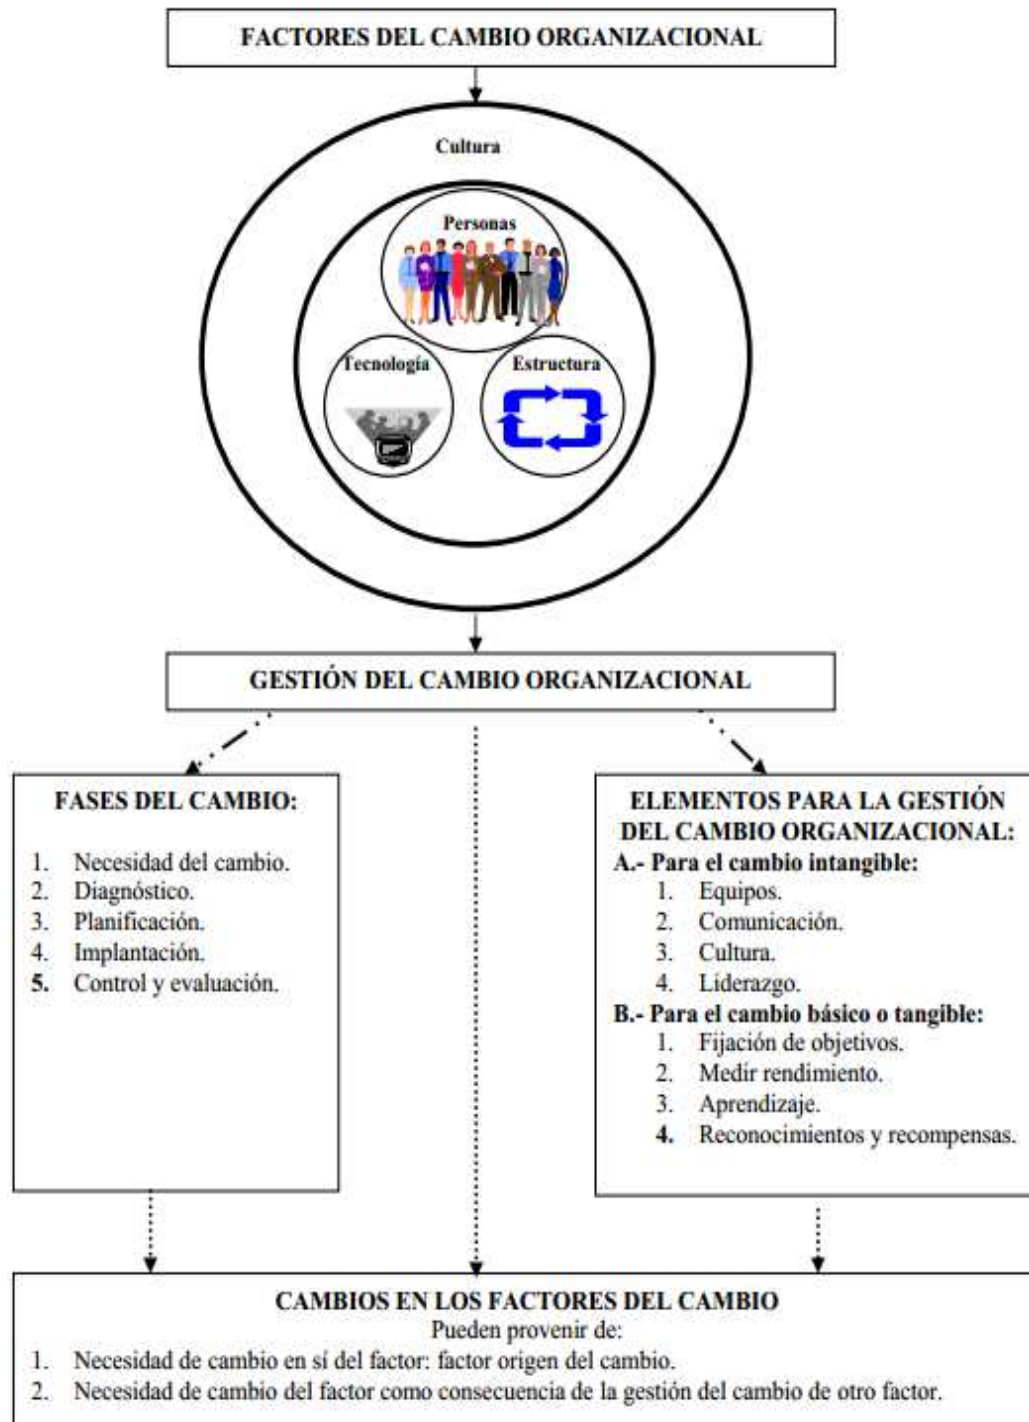 FACTORES DEL CAMBIO ORGANIZACIONAL
Cultura
Personas
Tecnología
Estructura
GESTIÓN DEL CAMBIO ORGANIZACIONAL
FASES DEL CAMBIO:
1. Necesidad del cambio.
2. Diagnóstico.
3. Planificación.
4. Implantación.
5. Control y evaluación.
ELEMENTOS PARA LA GESTIÓN
DEL CAMBIO ORGANIZACIONAL:
A.- Para el cambio intangible:
1. Equipos.
2. Comunicación.
3. Cultura.
4. Liderazgo.
B.- Para el cambio básico o tangible:
1. Fijación de objetivos.
2. Medir rendimiento.
3. Aprendizaje.
4. Reconocimientos y recompensas.
CAMBIOS EN LOS FACTORES DEL CAMBIO
Pueden provenir de:
1. Necesidad de cambio en sí del factor: factor origen del cambio.
2. Necesidad de cambio del factor como consecuencia de la gestión del cambio de otro factor.